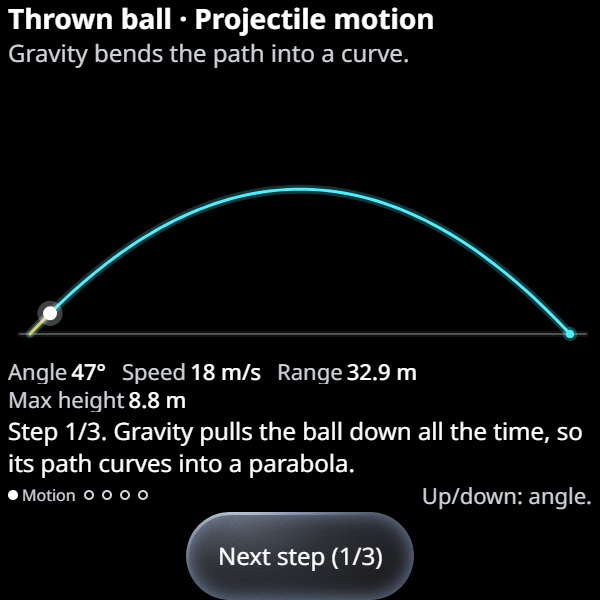 Thrown ball · Projectile motion
Gravity bends the path into a curve.
Angle 47° Speed 18 m/s Range 32.9 m
Max height 8.8 m
Step 1/3. Gravity pulls the ball down all the time, so
its path curves into a parabola.
Motion
Up/down: angle.
Next step (1/3)